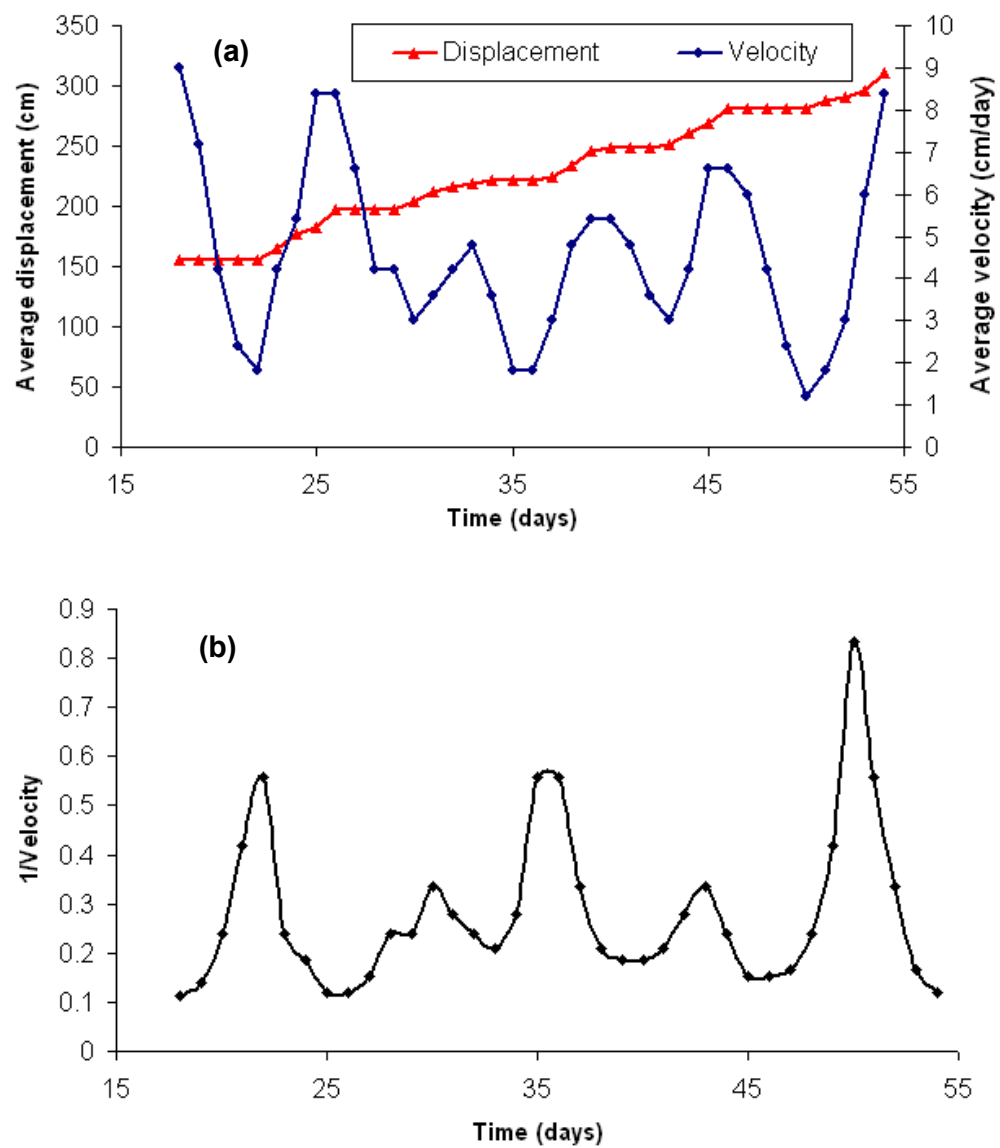 (a)
Displacement Velocity
Average displacement (cm)
350
300
250
200
150
100
50
0
Average velocity (cm/day)
10
9
8
7
6
5
4
3
2
1
0
15 25 35 45 55
Time (days)
(b)
1/Velocity
0.9
0.8
0.7
0.6
0.5
0.4
0.3
0.2
0.1
0
15 25 35 45 55
Time (days)